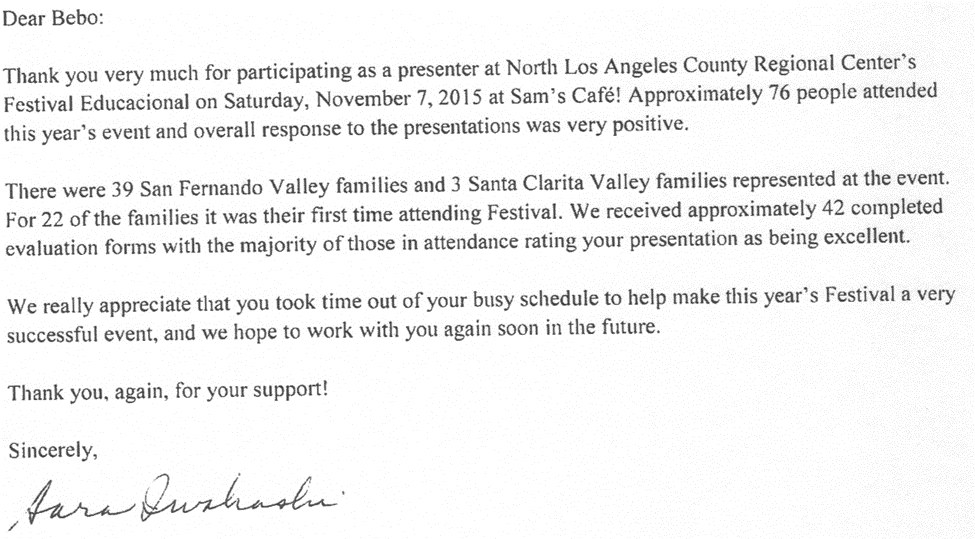 Dear Bebo:
Thank you very much for participating as a presenter at North Los Angeles County Regional Center's
Festival Educacional on Saturday, November 7, 2015 at Sam's Café! Approximately 76 people attended
this year's event and overall response to the presentations was very positive.
There were 39 San Fernando Valley families and 3 Santa Clarita Valley families represented at the event.
For 22 of the families it was their first time attending Festival. We received approximately 42 completed
evaluation forms with the majority of those in attendance rating your presentation as being excellent.
We really appreciate that you took time out of your busy schedule to help make this year's Festival a very
successful event, and we hope to work with you again soon in the future.
Thank you, again, for your support!
Sincerely,
Sara Iwahashi